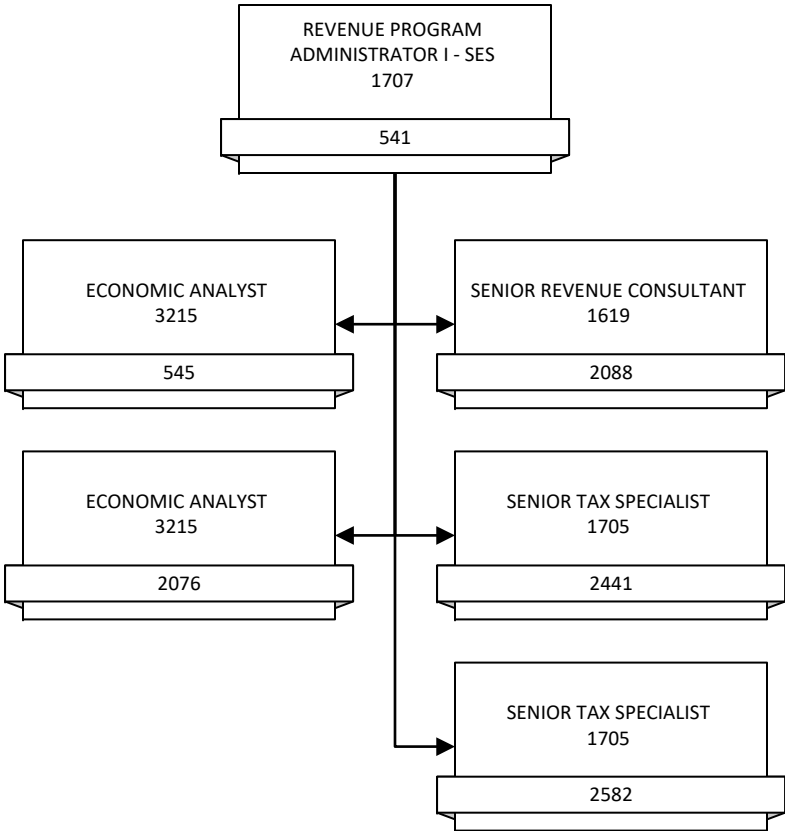 REVENUE PROGRAM
ADMINISTRATOR I - SES
1707
541
ECONOMIC ANALYST
3215
545
SENIOR REVENUE CONSULTANT
1619
2088
ECONOMIC ANALYST
3215
2076
SENIOR TAX SPECIALIST
1705
2441
SENIOR TAX SPECIALIST
1705
2582